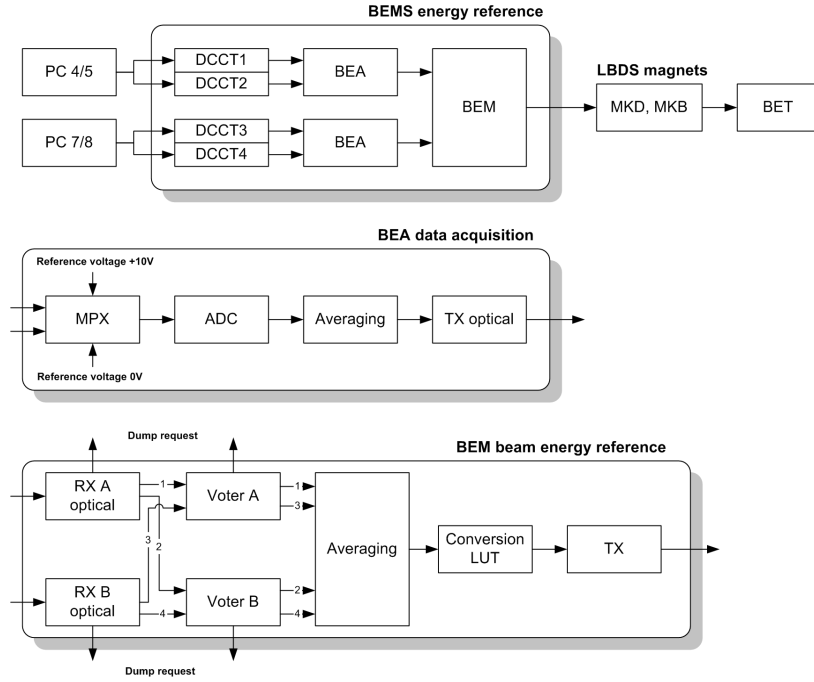 BEMS energy reference
PC 4/5
DCCT1
DCCT2
BEA
BEM
LBDS magnets
MKD, MKB
BET
PC 7/8
DCCT3
DCCT4
BEA
BEA data acquisition
Reference voltage +10V
MPX
ADC
Averaging
TX optical
Reference voltage 0V
Dump request
BEM beam energy reference
RX A
optical
1
Voter A
1
3
3
2
Averaging
Conversion
LUT
TX
RX B
optical
4
Voter B
2
4
Dump request